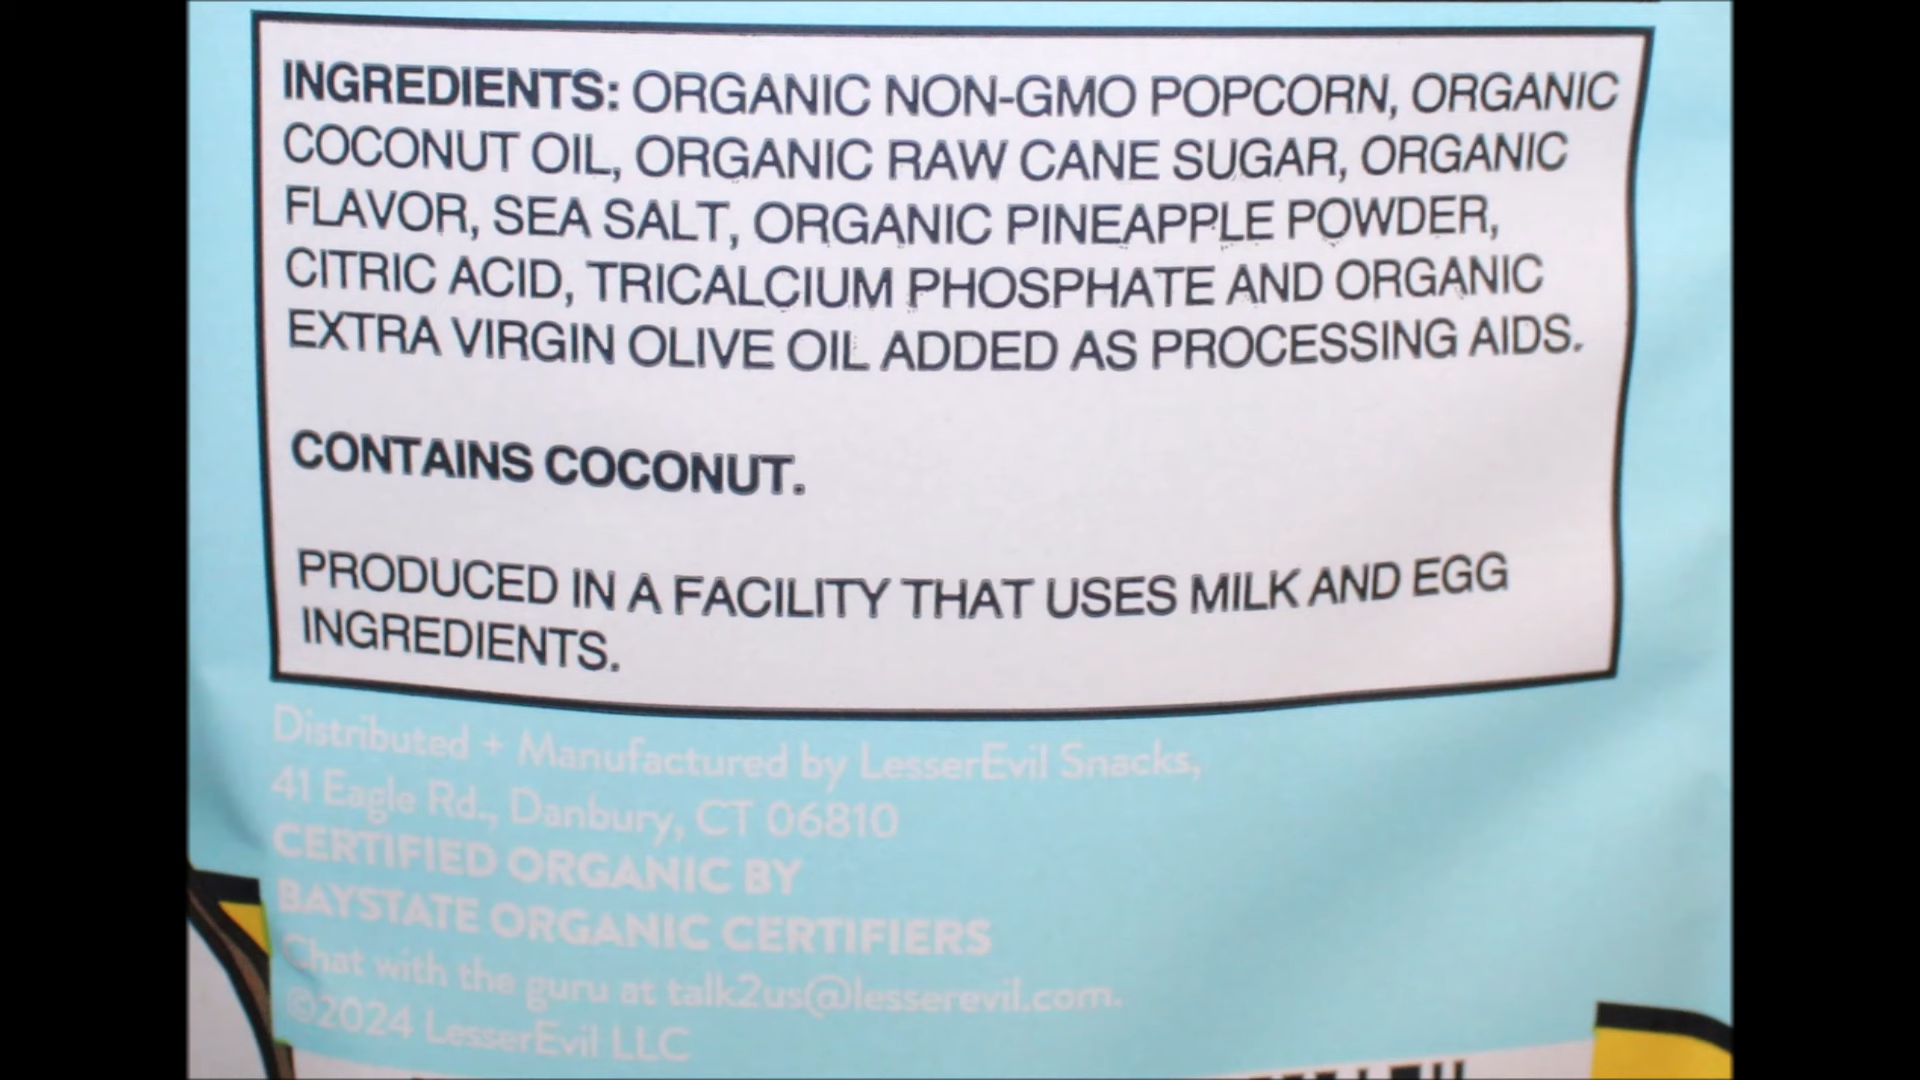 INGREDIENTS: ORGANIC NON-GMO POPCORN, ORGANIC
COCONUT OIL, ORGANIC RAW CANE SUGAR, ORGANIC
FLAVOR, SEA SALT, ORGANIC PINEAPPLE POWDER,
CITRIC ACID, TRICALCIUM PHOSPHATE AND ORGANIC
EXTRA VIRGIN OLIVE OIL ADDED AS PROCESSING AIDS.
CONTAINS COCONUT.
PRODUCED IN A FACILITY THAT USES MILK AND EGG
INGREDIENTS.
Distributed + Manufactured by LesserEvil Snacks,
41 Eagle Rd., Danbury, CT 06810
CERTIFIED ORGANIC BY
BAYSTATE ORGANIC CERTIFIERS
Chat with the guru at talk2us@lesserevil.com.
©2024 LesserEvil LLC